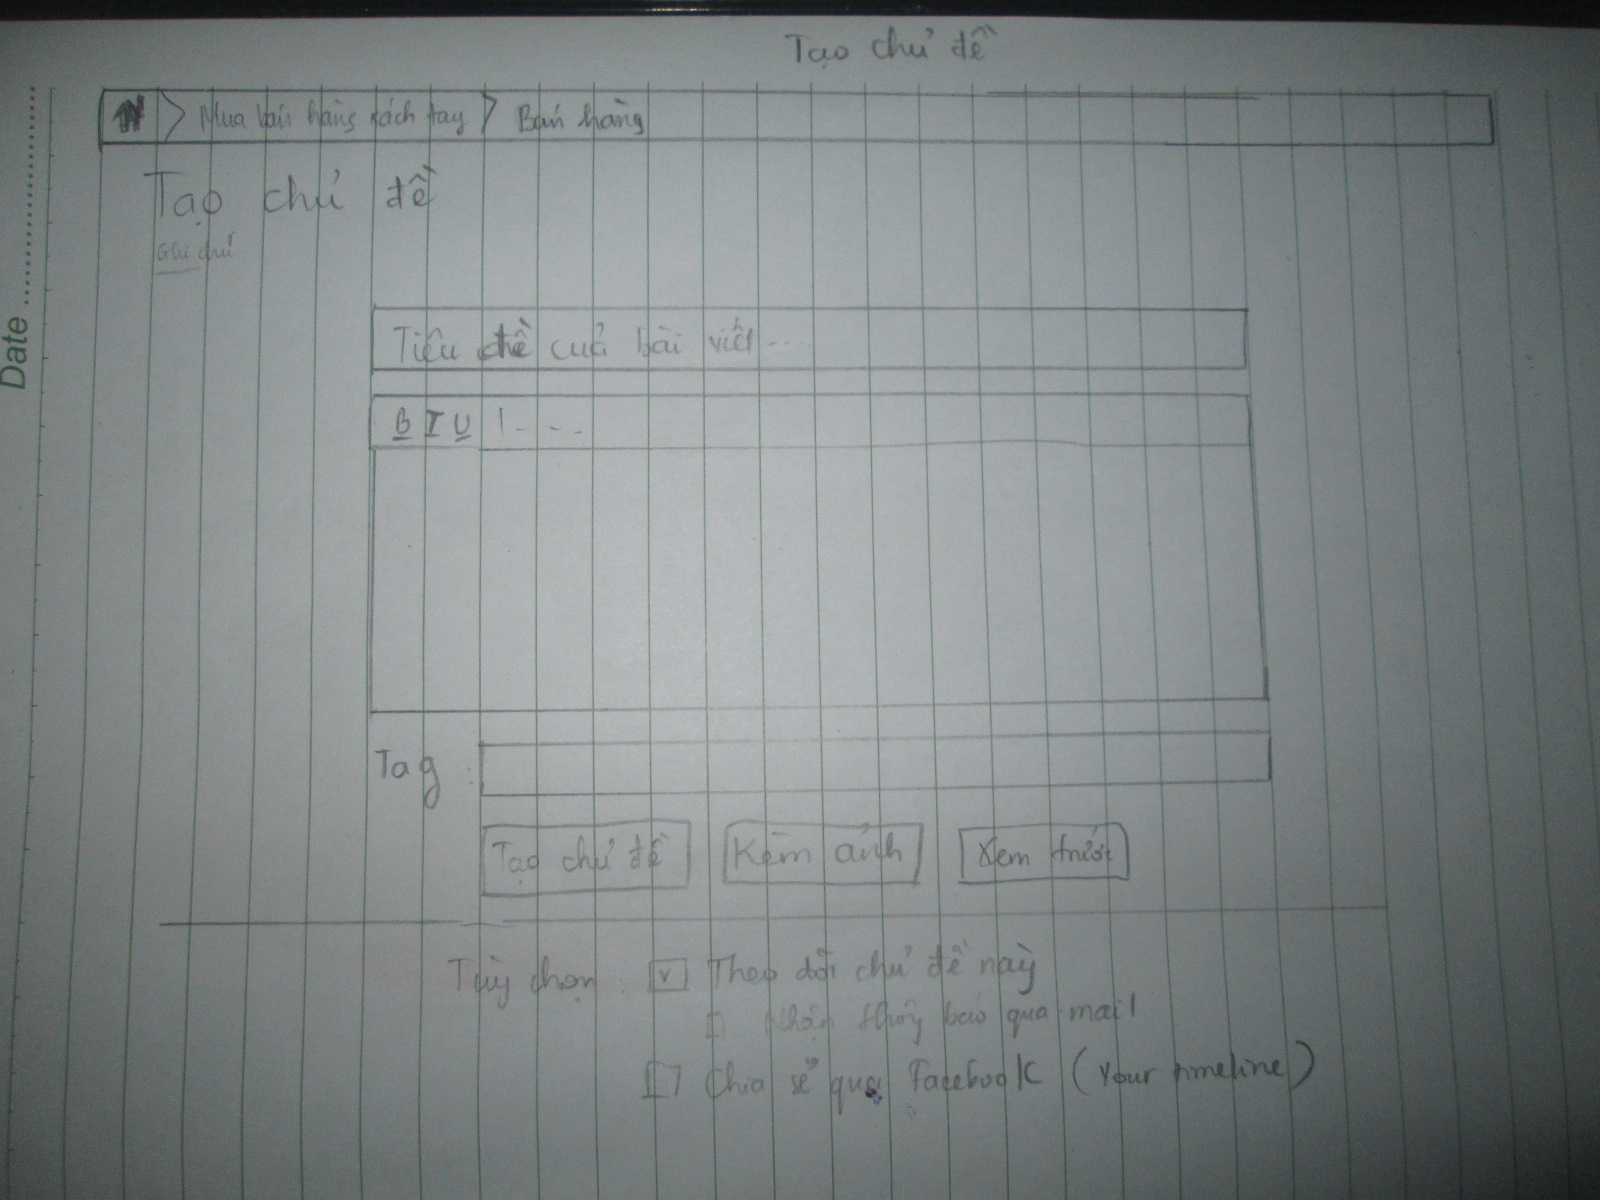 Tạo chủ đề
> Mua bán hàng xách tay > Bán hàng
Tạo chủ đề
Ghi chú
Tiêu đề của bài viết ....
B I U | - - -
Tag :
Tạo chủ đề Kèm ảnh Xem trước
Tùy chọn : v Theo dõi chủ đề này
Nhận thông báo qua mail
Chia sẻ qua Facebook (Your timeline)
Date